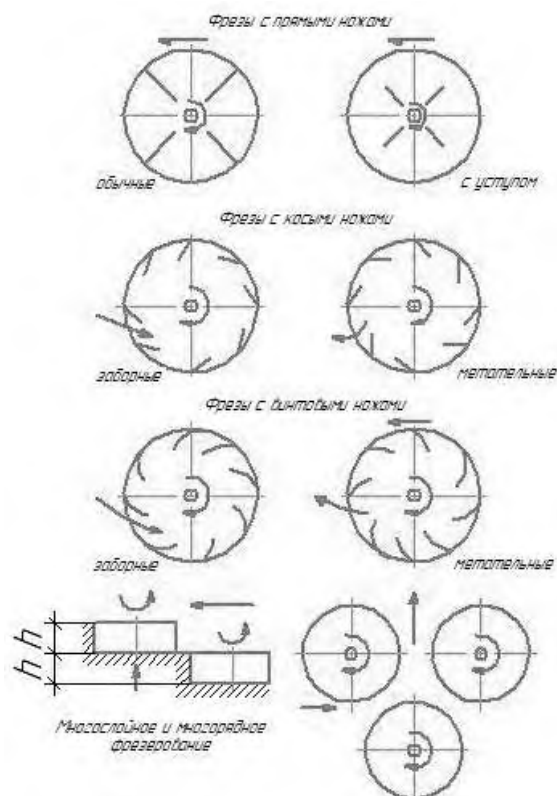 Фрезы с прямыми ножами
обычные
с уступом
Фрезы с косыми ножами
заборные
метательные
Фрезы с винтовыми ножами
заборные
метательные
h
h
Многослойное и многорядное
фрезерование